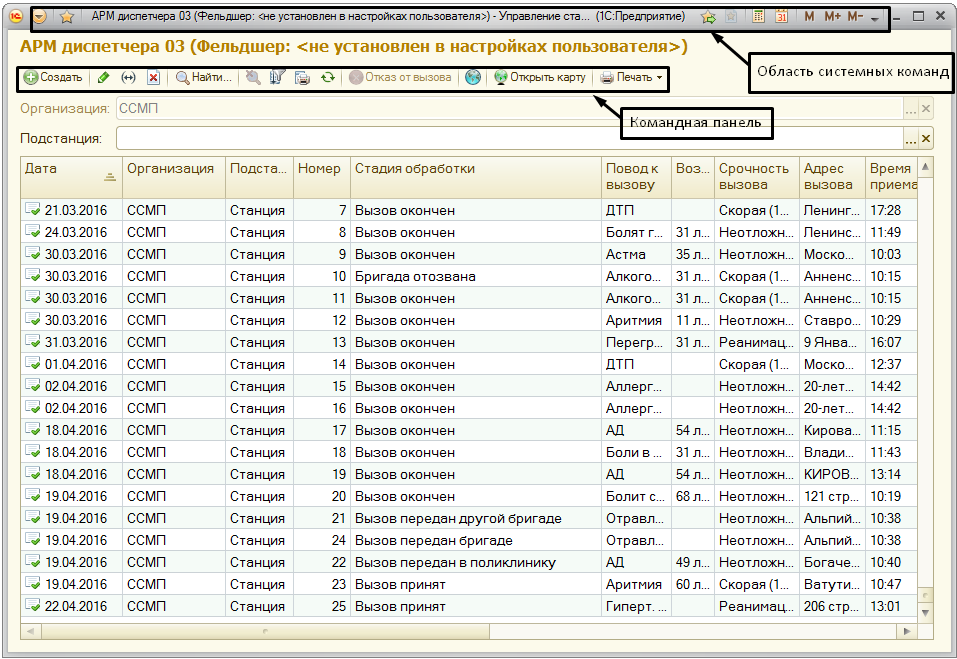 АРМ диспетчера 03 (Фельдшер: <не установлен в настройках пользователя>) - Управление ста... (1С:Предприятие) M M+ M-
АРМ диспетчера 03 (Фельдшер: <не установлен в настройках пользователя>)
Область системных команд
Создать Найти... Отказ от вызова Открыть карту Печать
Организация: ССМП ...
Командная панель
Подстанция: ...
Дата Организация Подста... Номер Стадия обработки Повод к вызову Воз... Срочность вызова Адрес вызова Время приема
21.03.2016 ССМП Станция 7 Вызов окончен ДТП Скорая (1... Ленинг... 17:28
24.03.2016 ССМП Станция 8 Вызов окончен Болят г... 31 л... Неотложн... Ленинс... 11:49
30.03.2016 ССМП Станция 9 Вызов окончен Астма 35 л... Неотложн... Моско... 10:03
30.03.2016 ССМП Станция 10 Бригада отозвана Алкого... 31 л... Скорая (1... Анненс... 10:15
30.03.2016 ССМП Станция 11 Вызов окончен Алкого... 31 л... Скорая (1... Анненс... 10:15
30.03.2016 ССМП Станция 12 Вызов окончен Аритмия 11 л... Неотложн... Ставро... 10:29
31.03.2016 ССМП Станция 13 Вызов окончен Перегр... 31 л... Реанимац... 9 Янва... 16:07
01.04.2016 ССМП Станция 14 Вызов окончен ДТП Скорая (1... Моско... 12:37
02.04.2016 ССМП Станция 15 Вызов окончен Аллерг... Неотложн... 20-лет... 14:42
02.04.2016 ССМП Станция 16 Вызов окончен Аллерг... Неотложн... 20-лет... 14:42
18.04.2016 ССМП Станция 17 Вызов окончен АД 54 л... Неотложн... Кирова... 11:15
18.04.2016 ССМП Станция 18 Вызов окончен Боли в ... 31 л... Неотложн... Влади... 11:43
18.04.2016 ССМП Станция 19 Вызов окончен АД 54 л... Неотложн... КИРОВ... 13:14
19.04.2016 ССМП Станция 20 Вызов окончен Болит с... 68 л... Неотложн... 121 стр... 10:19
19.04.2016 ССМП Станция 21 Вызов передан другой бригаде Отравл... Неотложн... Альпий... 10:38
19.04.2016 ССМП Станция 24 Вызов передан бригаде Отравл... Неотложн... Альпий... 10:38
19.04.2016 ССМП Станция 22 Вызов передан в поликлинику АД 49 л... Неотложн... Богаче... 10:40
19.04.2016 ССМП Станция 23 Вызов принят Аритмия 60 л... Скорая (1... Ватути... 10:47
22.04.2016 ССМП Станция 25 Вызов принят Гиперт. ... Реанимац... 206 стр... 13:01